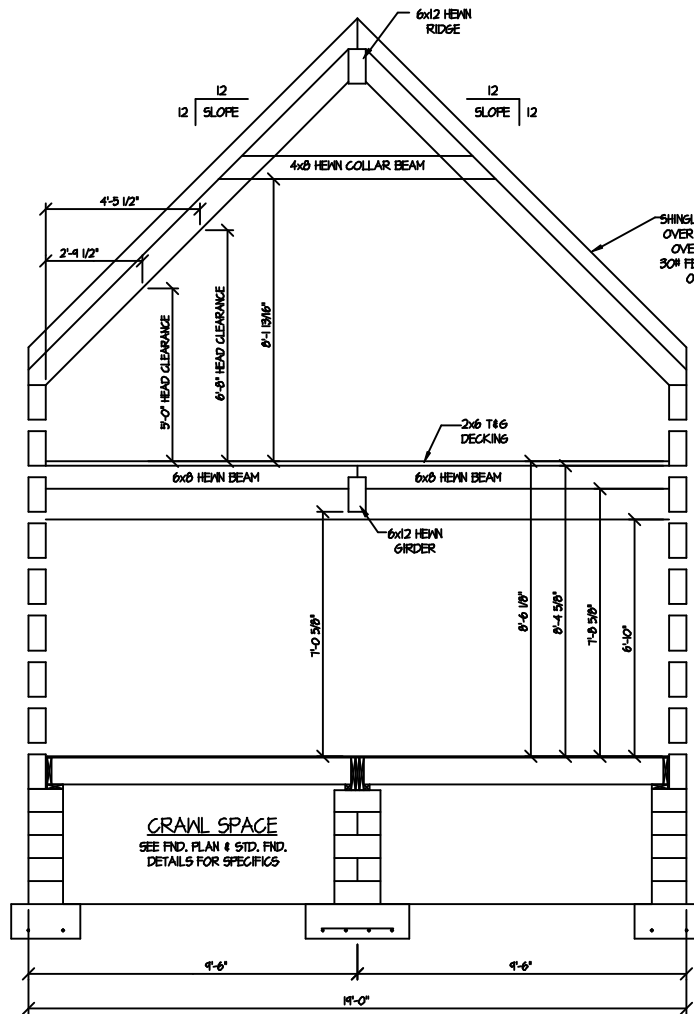 6x12 HEWN
RIDGE
12
12 SLOPE
12
SLOPE 12
4x8 HEWN COLLAR BEAM
4'-5 1/2"
2'-9 1/2"
SHINGL
OVER
OVE
30# FE
O
5'-0" HEAD CLEARANCE
6'-8" HEAD CLEARANCE
8'-1 13/16"
2x6 T&G
DECKING
6x8 HEWN BEAM
6x8 HEWN BEAM
6x12 HEWN
GIRDER
7'-0 5/8"
8'-6 1/8"
8'-4 5/8"
7'-8 5/8"
6'-10"
CRAWL SPACE
SEE FND. PLAN & STD. FND.
DETAILS FOR SPECIFICS
9'-6"
9'-6"
19'-0"